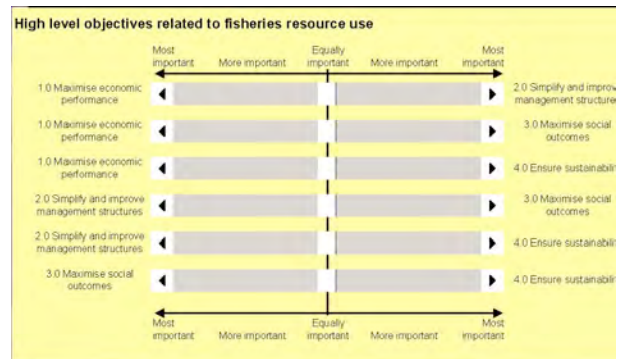 High level objectives related to fisheries resource use
Most important More important Equally important More important Most important
1.0 Maximise economic performance
2.0 Simplify and improv
management structure
1.0 Maximise economic performance
3.0 Maximise social outcomes
1.0 Maximise economic performance
4.0 Ensure sustainabili
2.0 Simplify and improve management structures
3.0 Maximise social outcomes
2.0 Simplify and improve management structures
4.0 Ensure sustainabili
3.0 Maximise social outcomes
4.0 Ensure sustainabili
Most important More important Equally important More important Most important